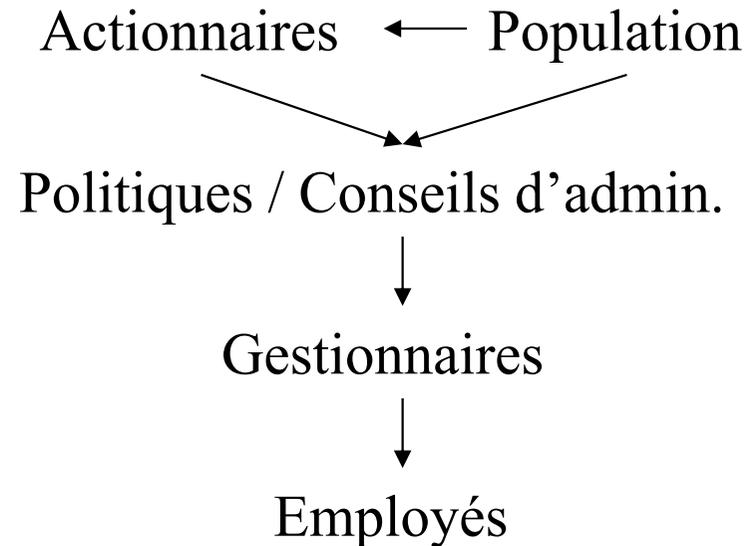 Actionnaires Population
Politiques / Conseils d’admin.
Gestionnaires
Employés